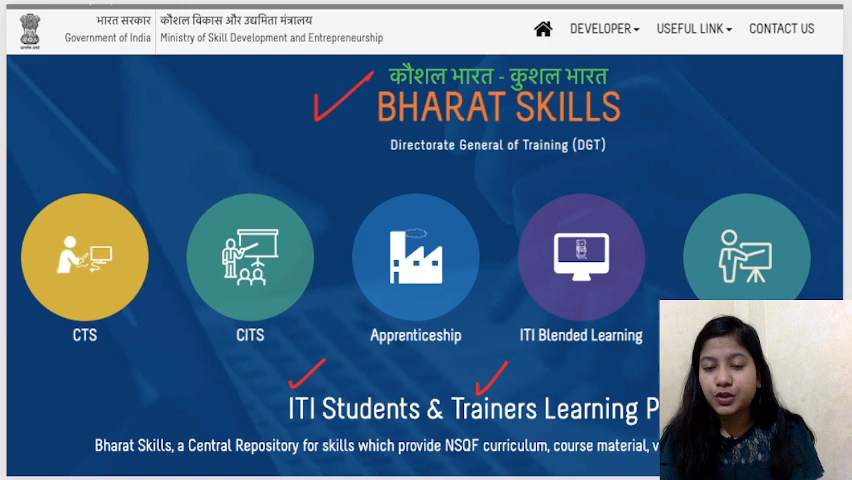 भारत सरकार
Government of India
कौशल विकास और उद्यमिता मंत्रालय
Ministry of Skill Development and Entrepreneurship
DEVELOPER
USEFUL LINK
CONTACT US
कौशल भारत - कुशल भारत
BHARAT SKILLS
Directorate General of Training (DGT)
CTS
CITS
Apprenticeship
ITI Blended Learning
ITI Students & Trainers Learning P
Bharat Skills, a Central Repository for skills which provide NSQF curriculum, course material, v